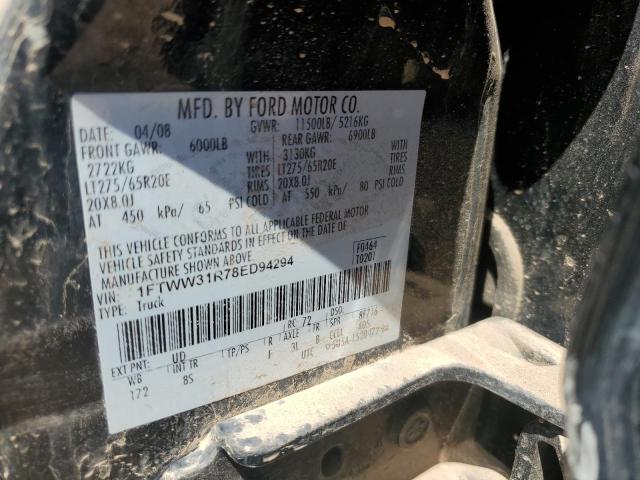 MFD. BY FORD MOTOR CO.
DATE: 04/08 GVWR: 11500LB/ 5216KG
FRONT GAWR: 6000LB REAR GAWR: 6900LB
2722KG WITH 3130KG WITH
LT275/65R20E TIRES LT275/65R20E TIRES
20X8.0J RIMS 20X8.0J RIMS
AT 450 kPa/ 65 PSI COLD AT 550 kPa/ 80 PSI COLD
THIS VEHICLE CONFORMS TO ALL APPLICABLE FEDERAL MOTOR
VEHICLE SAFETY STANDARDS IN EFFECT ON THE DATE OF
MANUFACTURE SHOWN ABOVE.
F0464
T0201
VIN: 1FTWW31R78ED94294
TYPE: Truck
EXT PNT: UD RC: 72 DSO:
WB INT TR TP/PS R AXLE TR SPR
172 BS F 3L B
UTC